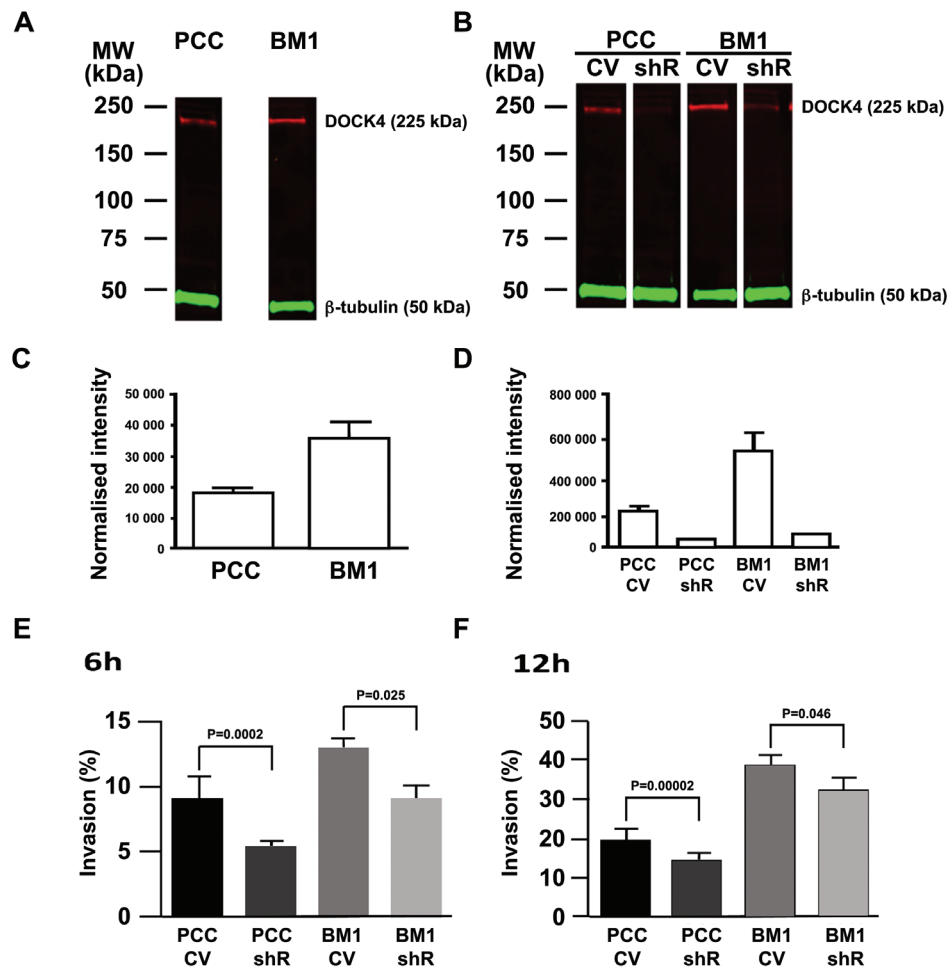 A
PCC BM1
MW
(kDa)
250
150
100
75
50
DOCK4 (225 kDa)
β-tubulin (50 kDa)
B
PCC BM1
MW
(kDa)
CV shR CV shR
250
150
100
75
50
DOCK4 (225 kDa)
β-tubulin (50 kDa)
C
Normalised intensity
50 000
40 000
30 000
20 000
10 000
0
PCC BM1
D
Normalised intensity
800 000
600 000
400 000
200 000
0
PCC PCC BM1 BM1
CV shR CV shR
E
6h
Invasion (%)
15
10
5
0
P=0.0002
P=0.025
PCC PCC BM1 BM1
CV shR CV shR
F
12h
Invasion (%)
50
40
30
20
10
0
P=0.00002
P=0.046
PCC PCC BM1 BM1
CV shR CV shR